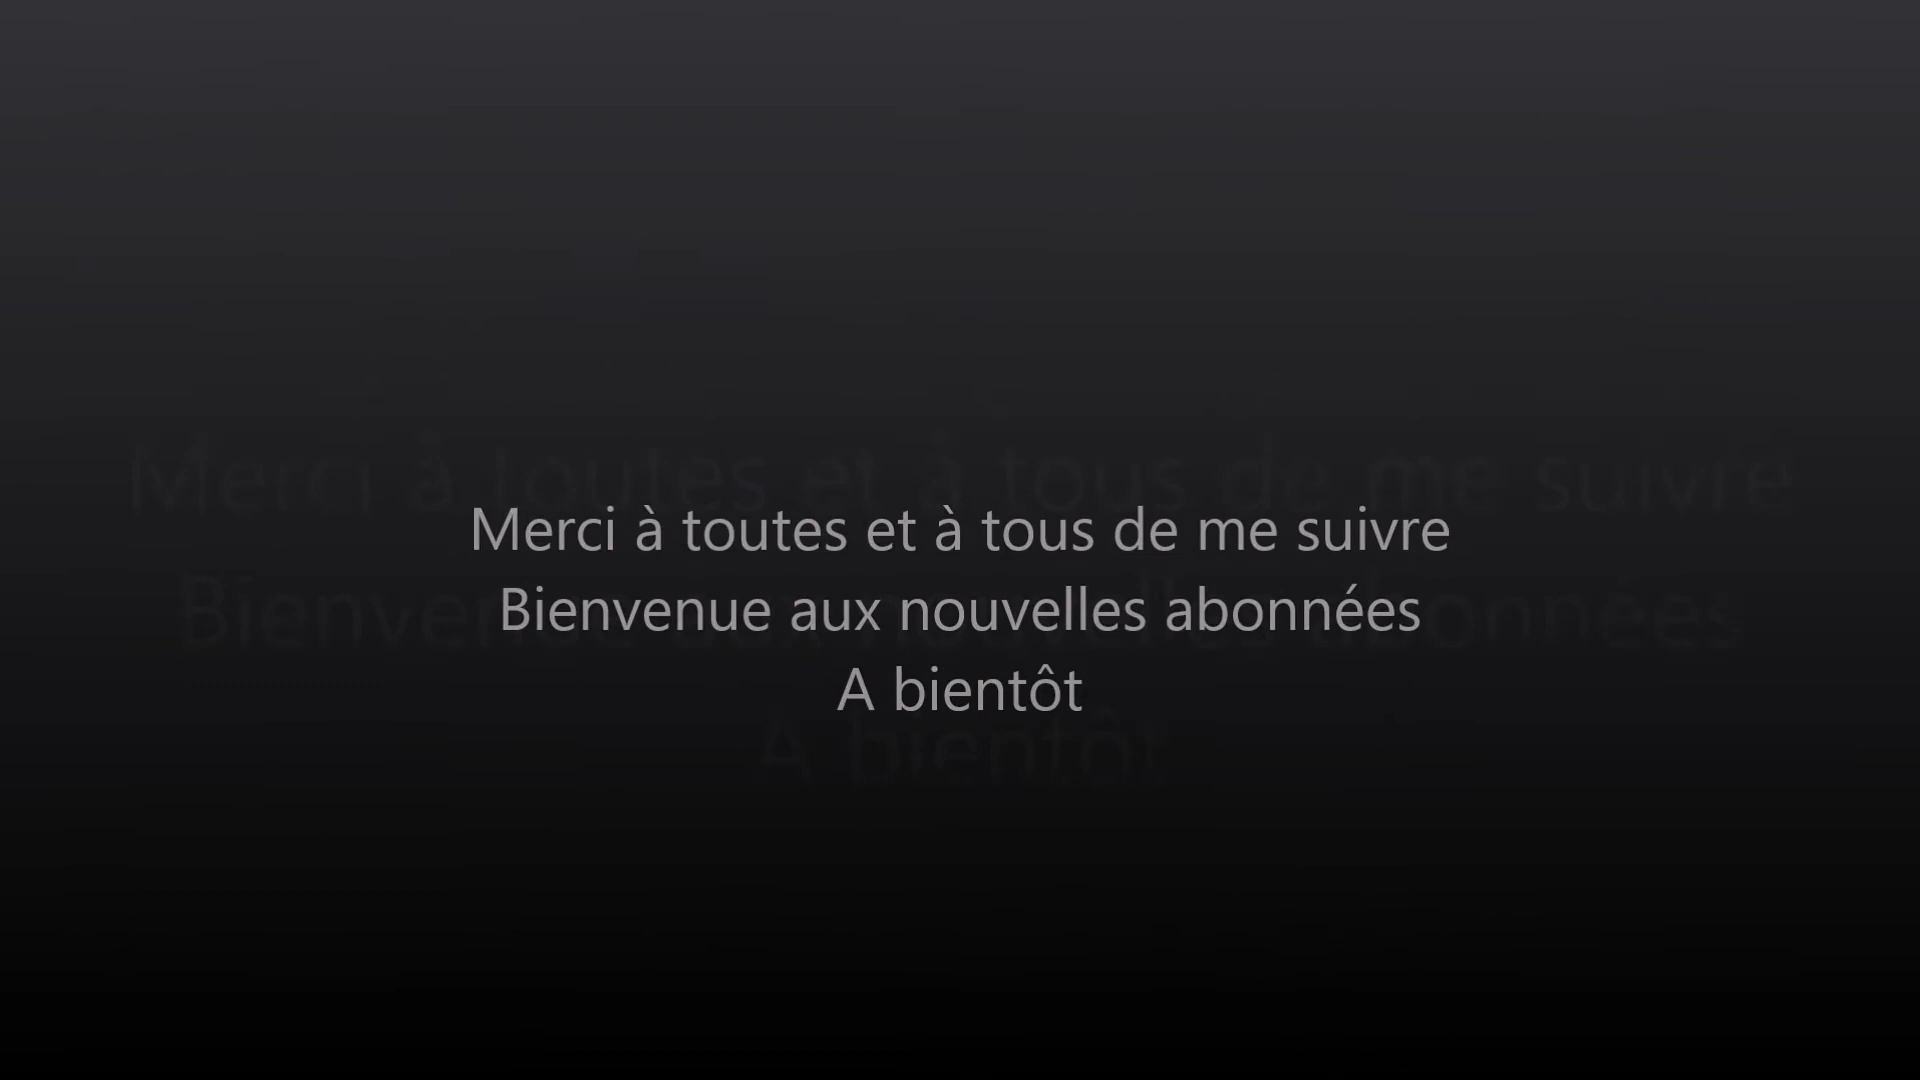 Merci à toutes et à tous de me suivre
Bienvenue aux nouvelles abonnées
A bientôt